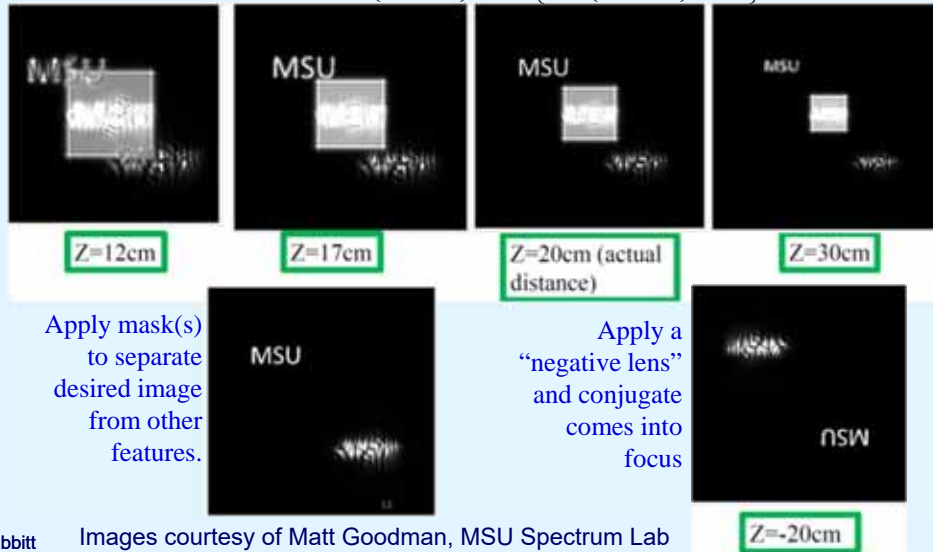 MSU
MSU
MSU
MSU
Z=12cm
Z=17cm
Z=20cm (actual
distance)
Z=30cm
Apply mask(s)
to separate
desired image
from other
features.
MSU
Apply a
“negative lens”
and conjugate
comes into
focus
MSU
Z=-20cm
bbitt
Images courtesy of Matt Goodman, MSU Spectrum Lab